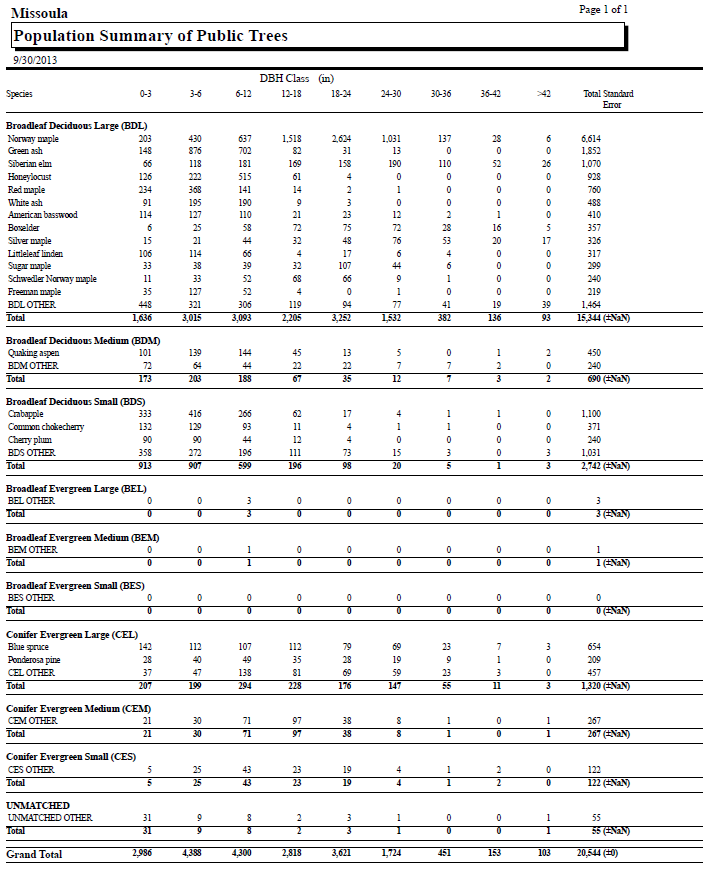 Missoula Page 1 of 1
Population Summary of Public Trees
9/30/2013
DBH Class (in)
Species 0-3 3-6 6-12 12-18 18-24 24-30 30-36 36-42 >42 Total Standard
Error
Broadleaf Deciduous Large (BDL)
Norway maple 203 430 637 1,518 2,624 1,031 137 28 6 6,614
Green ash 148 876 702 82 31 13 0 0 0 1,852
Siberian elm 66 118 181 169 158 190 110 52 26 1,070
Honeylocust 126 222 515 61 4 0 0 0 0 928
Red maple 234 368 141 14 2 1 0 0 0 760
White ash 91 195 190 9 3 0 0 0 0 488
American basswood 114 127 110 21 23 12 2 1 0 410
Boxelder 6 25 58 72 75 72 28 16 5 357
Silver maple 15 21 44 32 48 76 53 20 17 326
Littleleaf linden 106 114 66 4 17 6 4 0 0 317
Sugar maple 33 38 39 32 107 44 6 0 0 299
Schwedler Norway maple 11 33 52 68 66 9 1 0 0 240
Freeman maple 35 127 52 4 0 1 0 0 0 219
BDL OTHER 448 321 306 119 94 77 41 19 39 1,464
Total 1,636 3,015 3,093 2,205 3,252 1,532 382 136 93 15,344 (±NaN)
Broadleaf Deciduous Medium (BDM)
Quaking aspen 101 139 144 45 13 5 0 1 2 450
BDM OTHER 72 64 44 22 22 7 7 2 0 240
Total 173 203 188 67 35 12 7 3 2 690 (±NaN)
Broadleaf Deciduous Small (BDS)
Crabapple 333 416 266 62 17 4 1 1 0 1,100
Common chokecherry 132 129 93 11 4 1 1 0 0 371
Cherry plum 90 90 44 12 4 0 0 0 0 240
BDS OTHER 358 272 196 111 73 15 3 0 3 1,031
Total 913 907 599 196 98 20 5 1 3 2,742 (±NaN)
Broadleaf Evergreen Large (BEL)
BEL OTHER 0 0 3 0 0 0 0 0 0 3
Total 0 0 3 0 0 0 0 0 0 3 (±NaN)
Broadleaf Evergreen Medium (BEM)
BEM OTHER 0 0 1 0 0 0 0 0 0 1
Total 0 0 1 0 0 0 0 0 0 1 (±NaN)
Broadleaf Evergreen Small (BES)
BES OTHER 0 0 0 0 0 0 0 0 0 0
Total 0 0 0 0 0 0 0 0 0 0 (±NaN)
Conifer Evergreen Large (CEL)
Blue spruce 142 112 107 112 79 69 23 7 3 654
Ponderosa pine 28 40 49 35 28 19 9 1 0 209
CEL OTHER 37 47 138 81 69 59 23 3 0 457
Total 207 199 294 228 176 147 55 11 3 1,320 (±NaN)
Conifer Evergreen Medium (CEM)
CEM OTHER 21 30 71 97 38 8 1 0 1 267
Total 21 30 71 97 38 8 1 0 1 267 (±NaN)
Conifer Evergreen Small (CES)
CES OTHER 5 25 43 23 19 4 1 2 0 122
Total 5 25 43 23 19 4 1 2 0 122 (±NaN)
UNMATCHED
UNMATCHED OTHER 31 9 8 2 3 1 0 0 1 55
Total 31 9 8 2 3 1 0 0 1 55 (±NaN)
Grand Total 2,986 4,388 4,300 2,818 3,621 1,724 451 153 103 20,544 (±0)